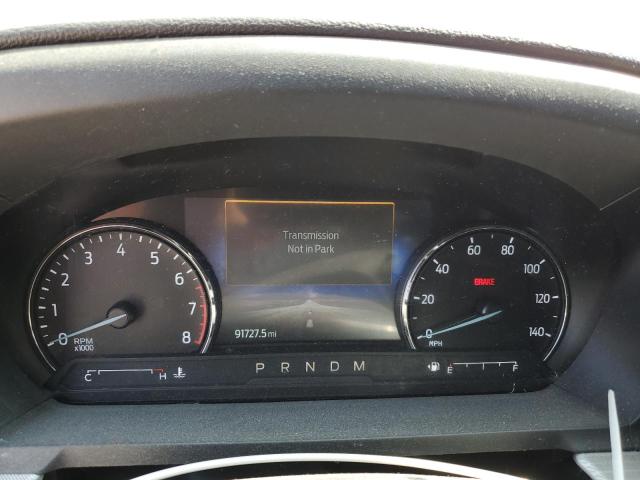 Transmission
Not in Park
0 1 2 3 4 5 6 7 8
RPM
x1000
0 20 40 60 80 100 120 140
BRAKE
MPH
91727.5 mi
P R N D M
C H
E F